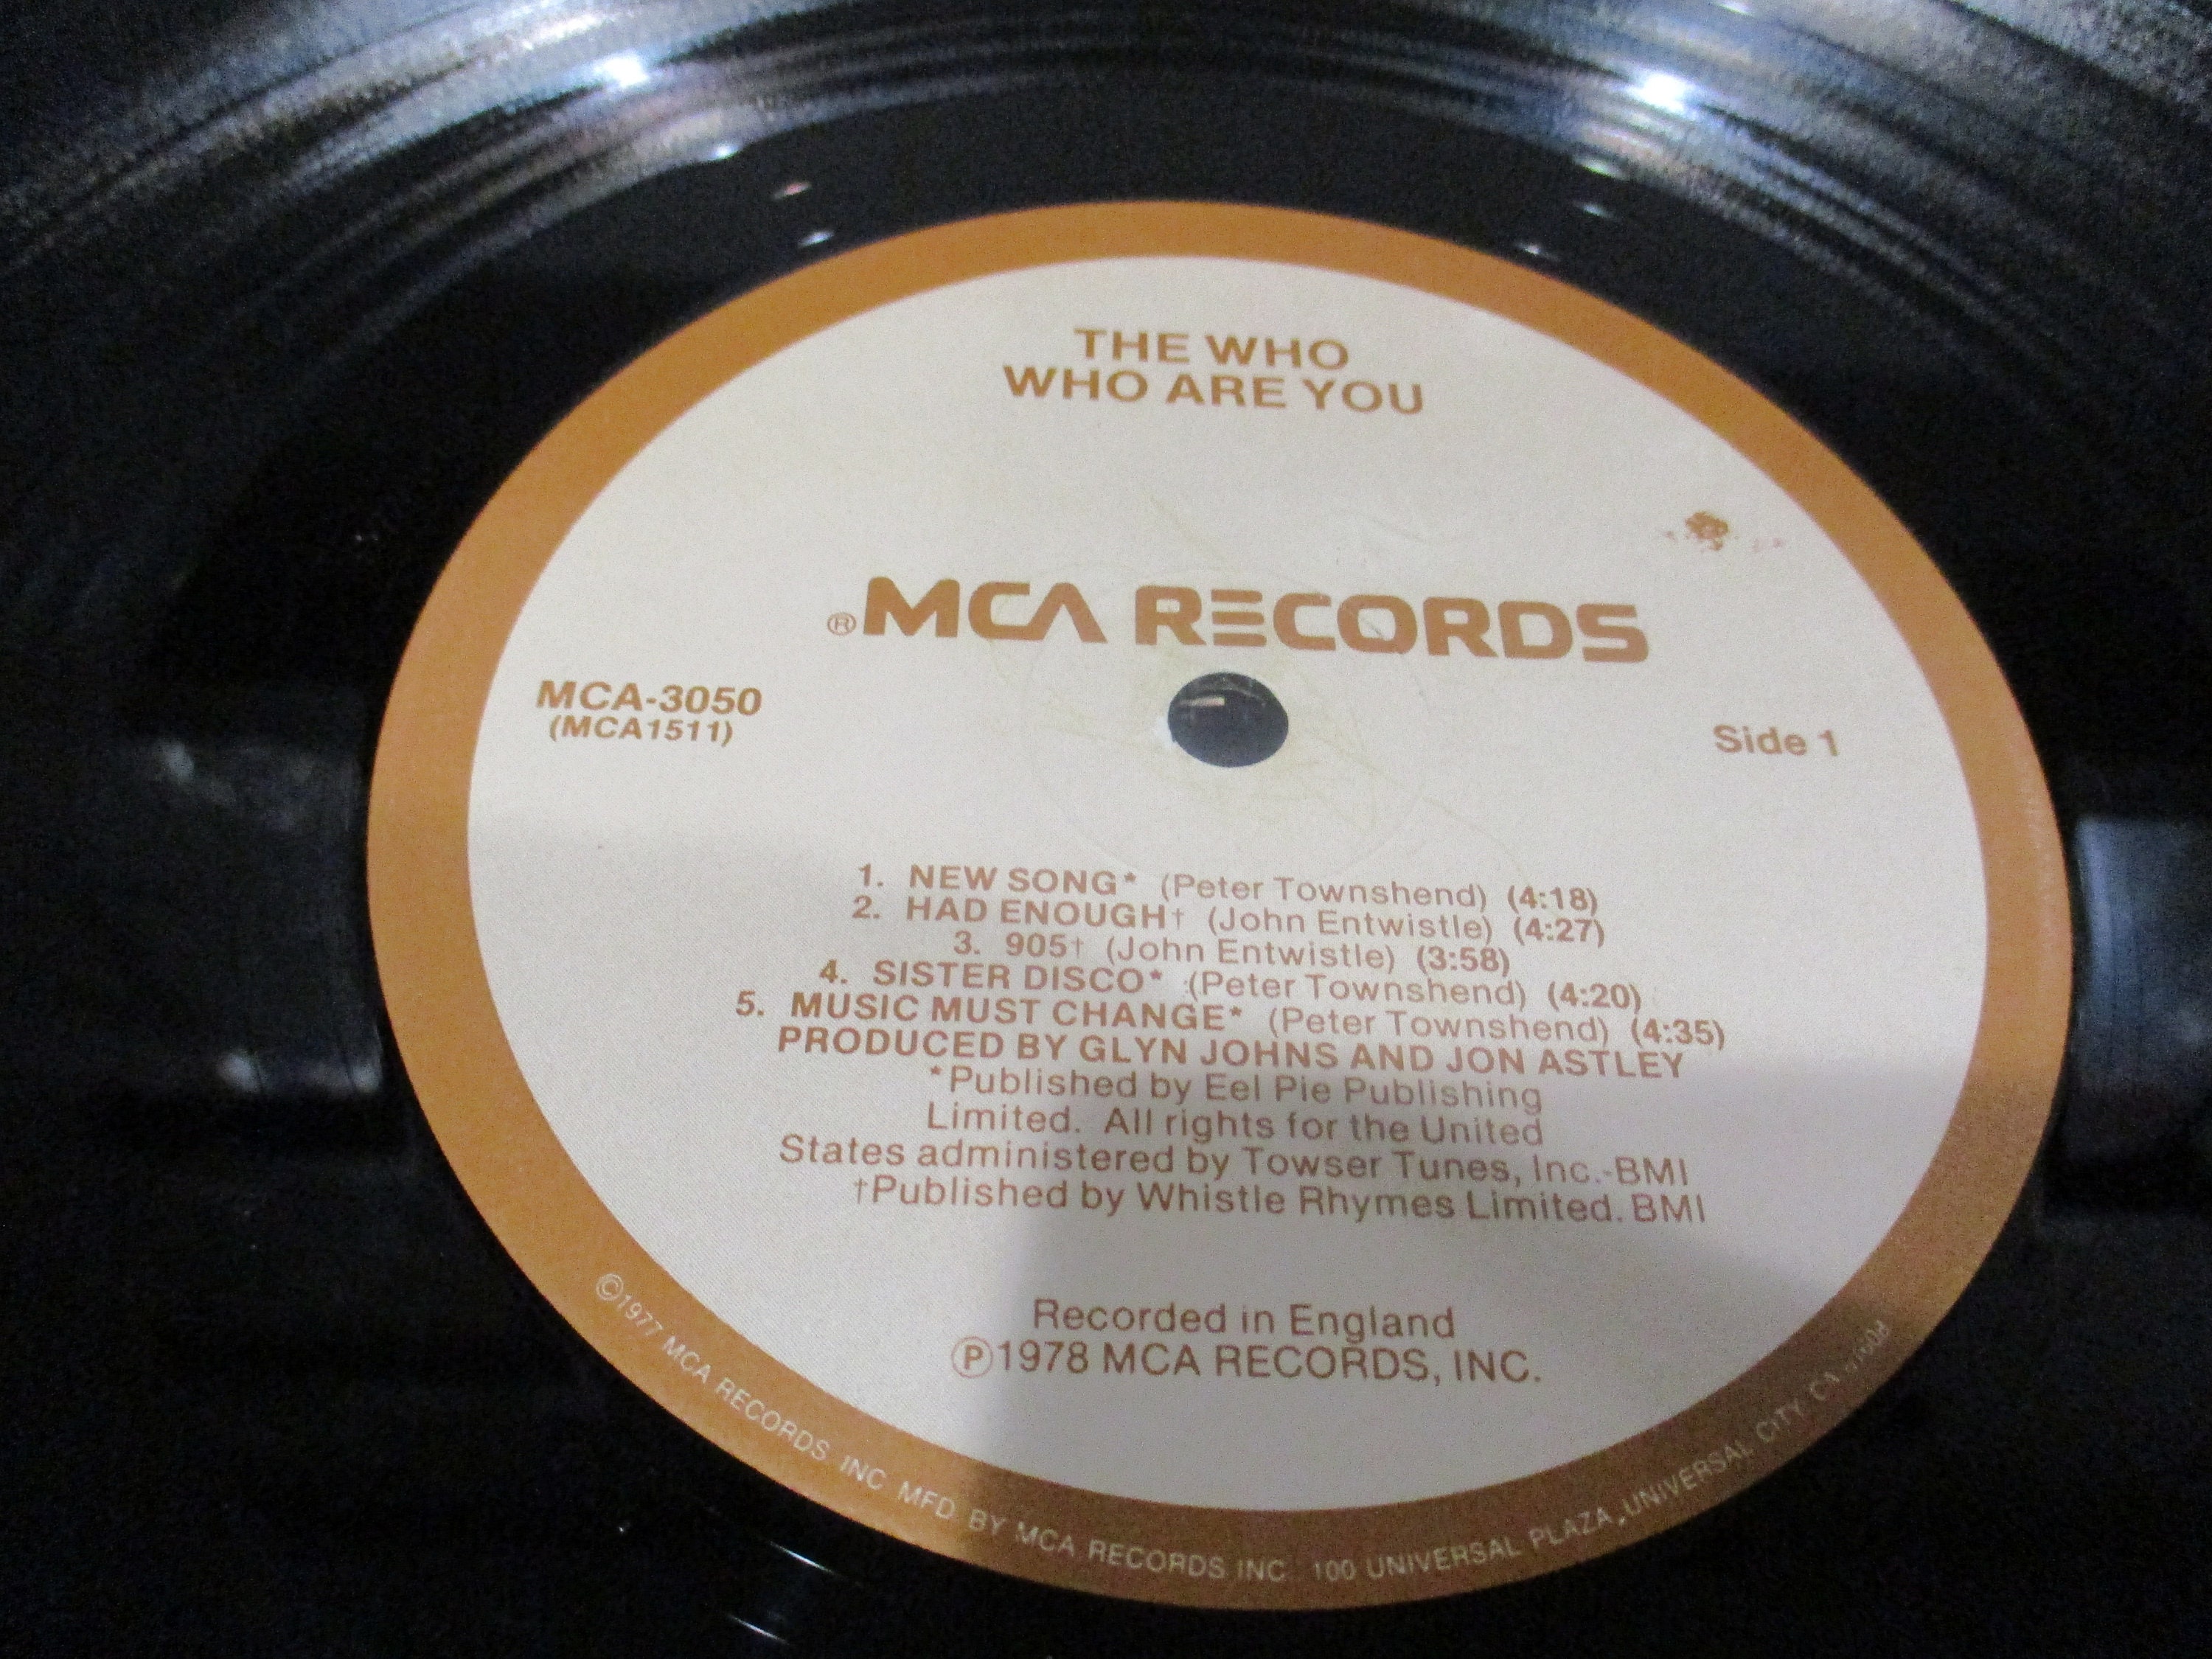 THE WHO
WHO ARE YOU
®MCA RECORDS
MCA-3050
(MCA1511)
Side 1
1. NEW SONG* (Peter Townshend) (4:18)
2. HAD ENOUGH† (John Entwistle) (4:27)
3. 905† (John Entwistle) (3:58)
4. SISTER DISCO* (Peter Townshend) (4:20)
5. MUSIC MUST CHANGE* (Peter Townshend) (4:35)
PRODUCED BY GLYN JOHNS AND JON ASTLEY
*Published by Eel Pie Publishing
Limited. All rights for the United
States administered by Towser Tunes, Inc.-BMI
†Published by Whistle Rhymes Limited. BMI
Recorded in England
℗1978 MCA RECORDS, INC.
©1977 MCA RECORDS, INC. MFD. BY MCA RECORDS INC. 100 UNIVERSAL PLAZA, UNIVERSAL CITY, CA